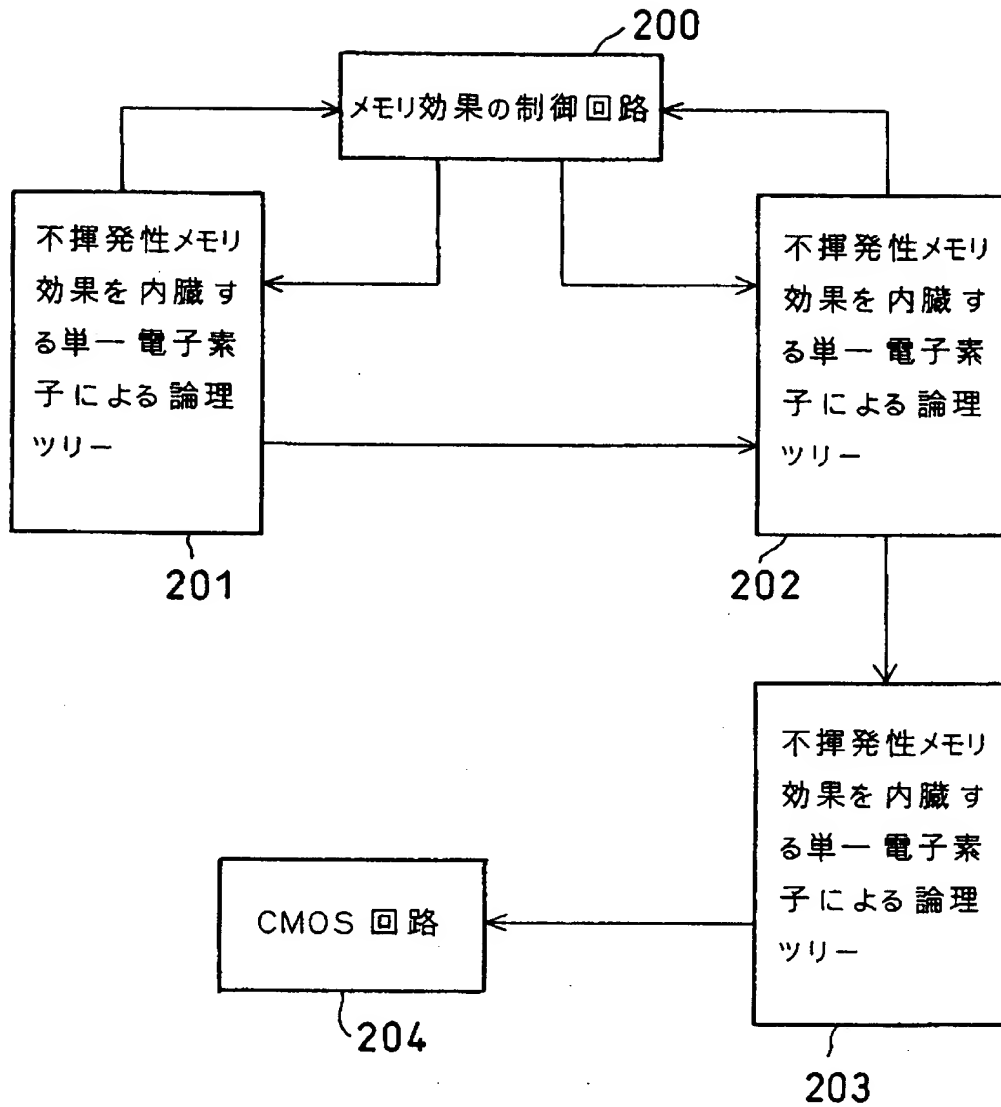 200
メモリ効果の制御回路
不揮発性メモリ
効果を内臓す
る単一電子素
子による論理
ツリー
201
不揮発性メモリ
効果を内臓す
る単一電子素
子による論理
ツリー
202
不揮発性メモリ
効果を内臓す
る単一電子素
子による論理
ツリー
203
CMOS 回路
204